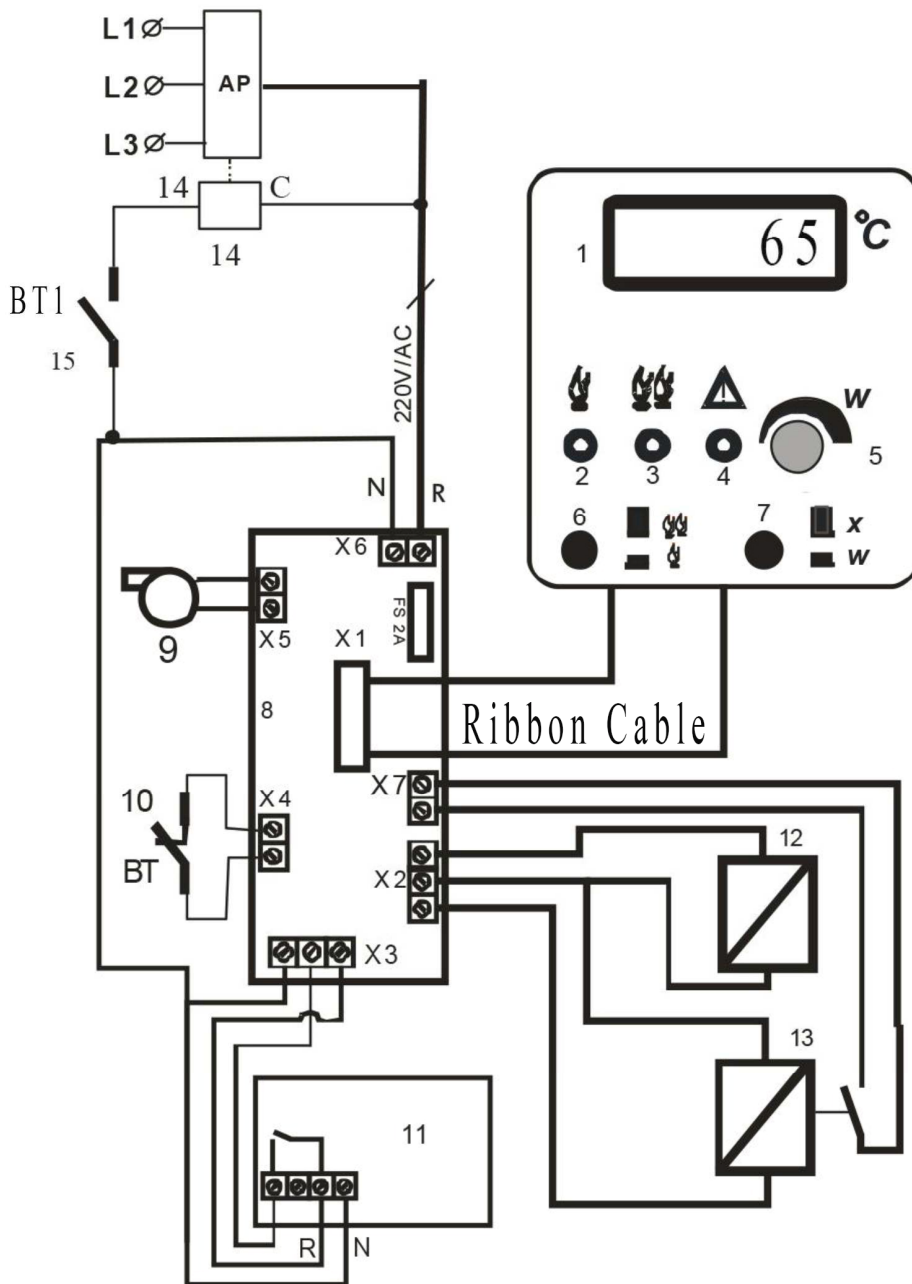 L1
L2
AP
L3
14
C
14
BT1
15
220V/AC
N
R
1
65
°C
W
2
3
4
5
6
7
X
W
X6
FS 2A
X5
X1
9
8
Ribbon Cable
10
BT
X4
X7
X2
12
X3
13
11
R
N